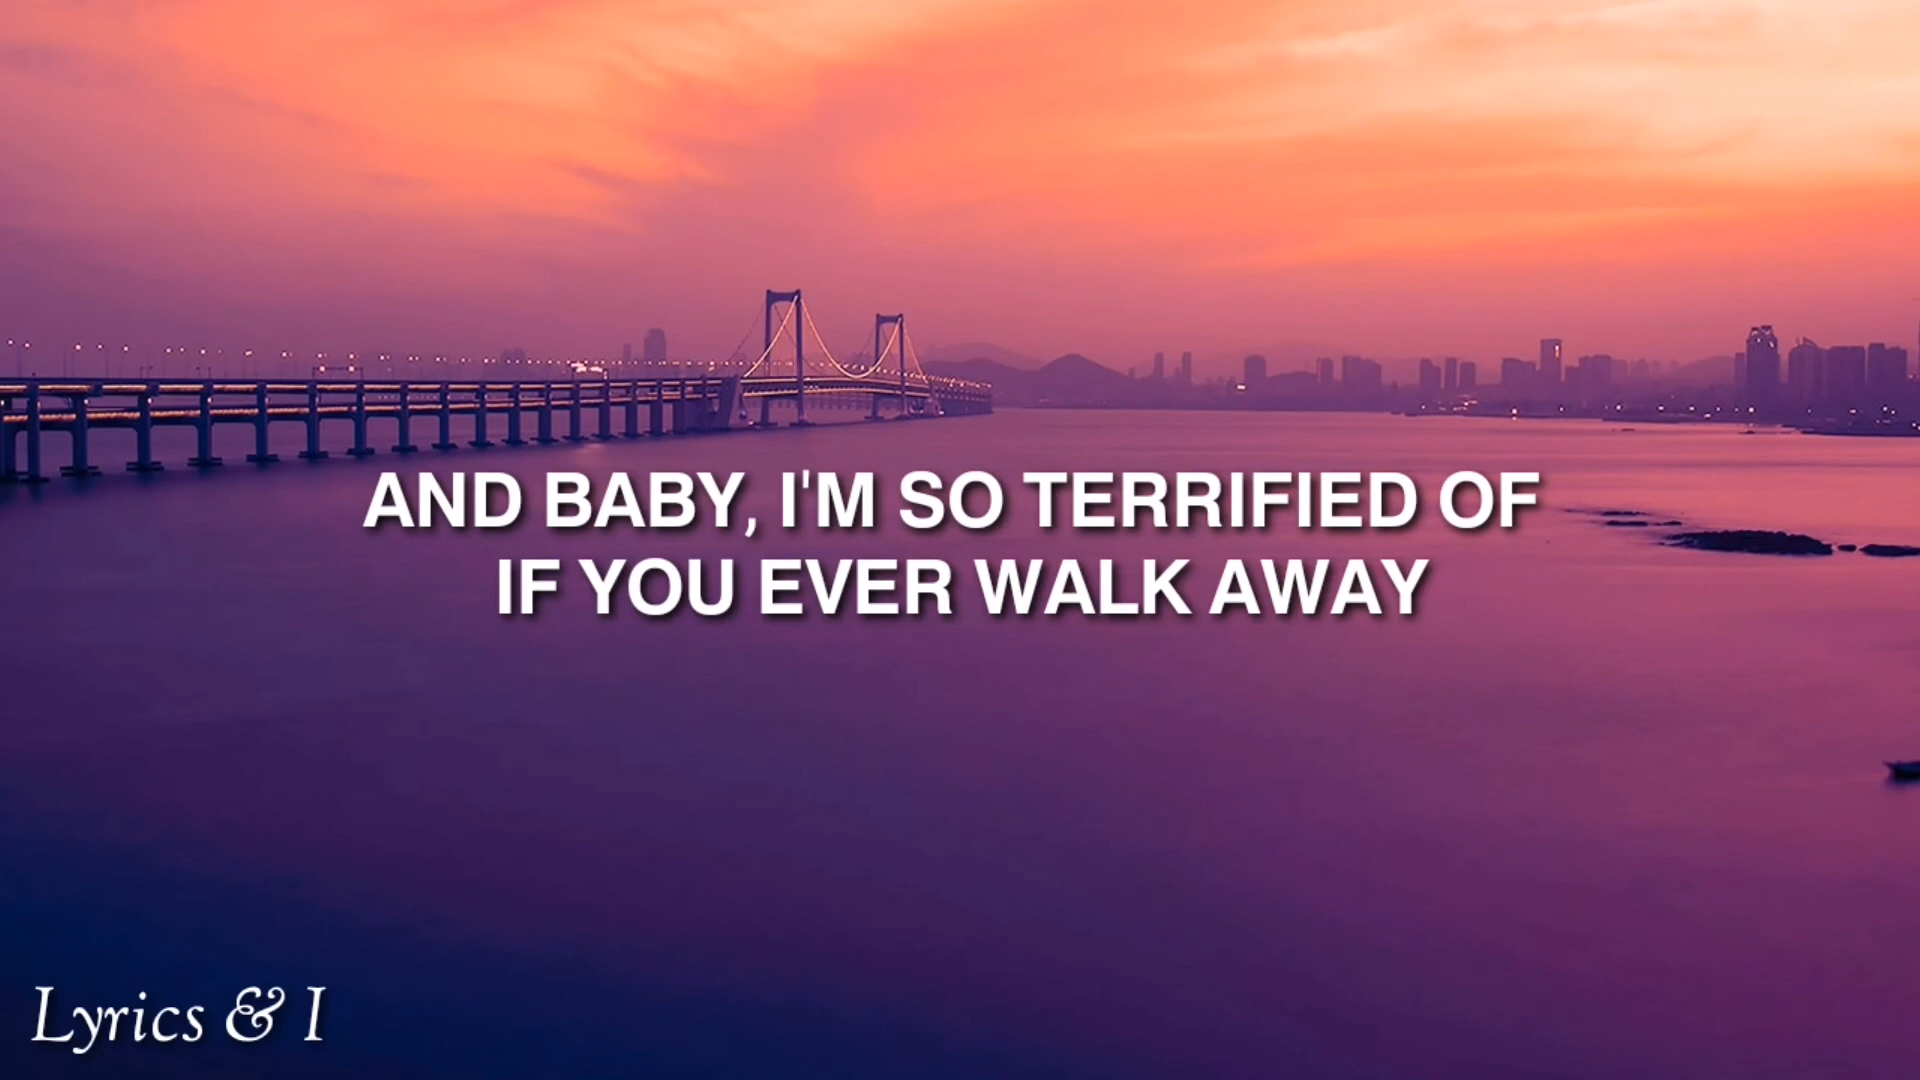 AND BABY, I'M SO TERRIFIED OF
IF YOU EVER WALK AWAY
Lyrics & I